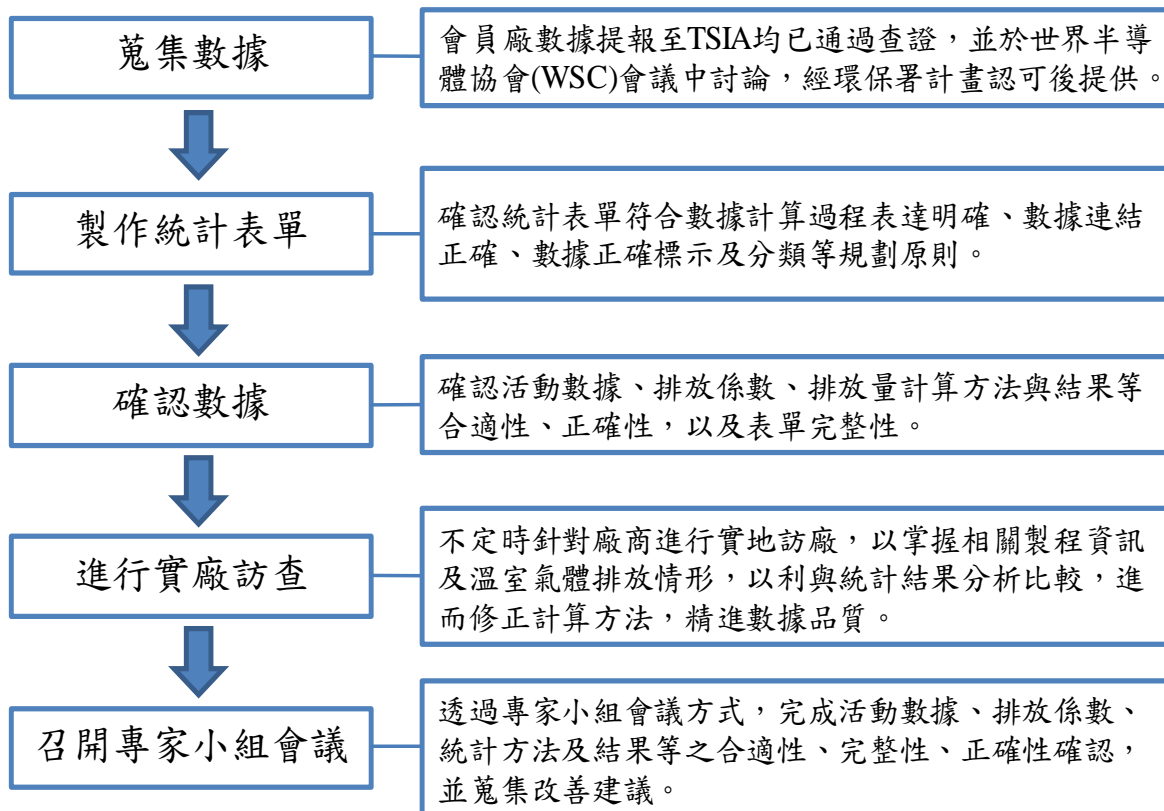 蒐集數據
會員廠數據提報至TSIA均已通過查證，並於世界半導
體協會(WSC)會議中討論，經環保署計畫認可後提供。
製作統計表單
確認統計表單符合數據計算過程表達明確、數據連結
正確、數據正確標示及分類等規劃原則。
確認數據
確認活動數據、排放係數、排放量計算方法與結果等
合適性、正確性，以及表單完整性。
進行實廠訪查
不定時針對廠商進行實地訪廠，以掌握相關製程資訊
及溫室氣體排放情形，以利與統計結果分析比較，進
而修正計算方法，精進數據品質。
召開專家小組會議
透過專家小組會議方式，完成活動數據、排放係數、
統計方法及結果等之合適性、完整性、正確性確認，
並蒐集改善建議。